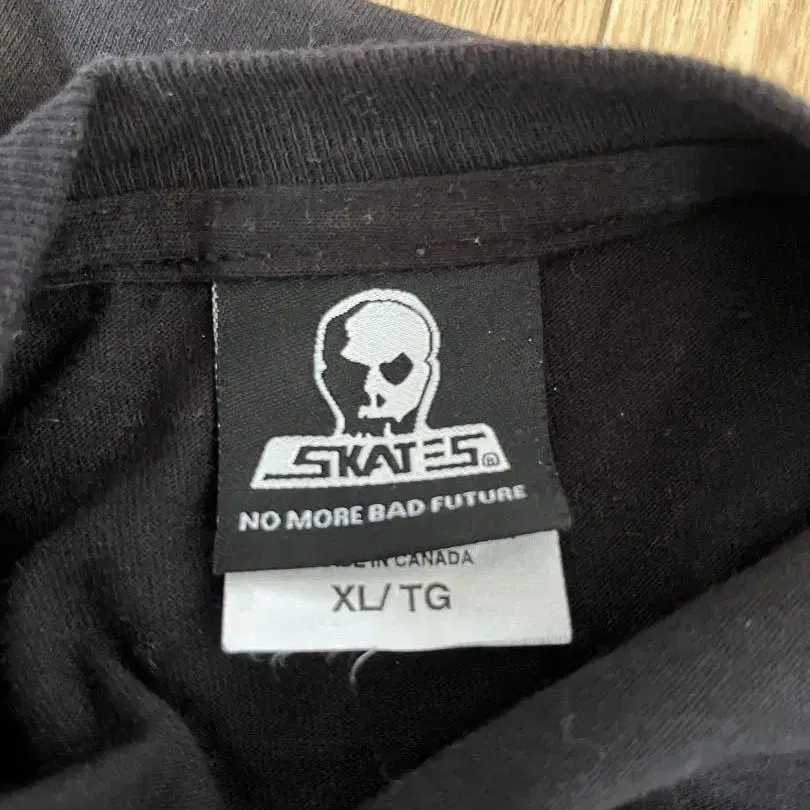 SKATES®
NO MORE BAD FUTURE
IN CANADA
XL/ TG